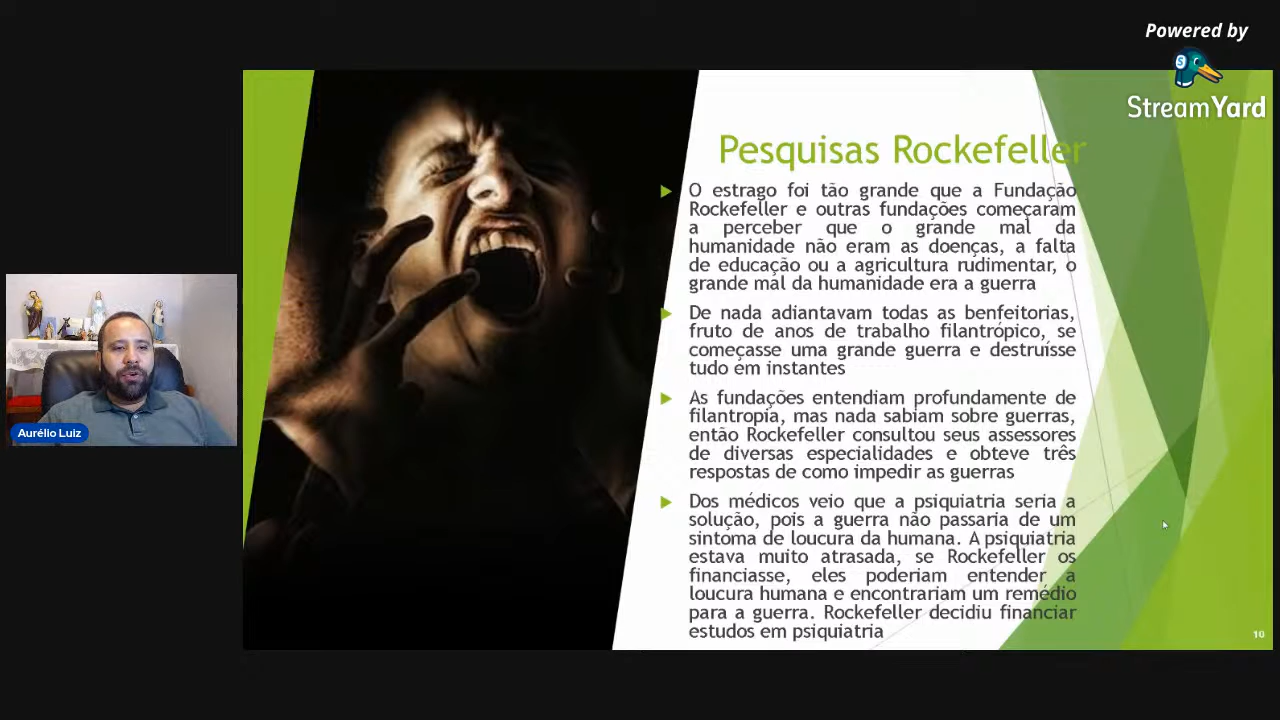 Powered by
StreamYard
Pesquisas Rockefeller
O estrago foi tão grande que a Fundação
Rockefeller e outras fundações começaram
a perceber que o grande mal da
humanidade não eram as doenças, a falta
de educação ou a agricultura rudimentar, o
grande mal da humanidade era a guerra
De nada adiantavam todas as benfeitorias,
fruto de anos de trabalho filantrópico, se
começasse uma grande guerra e destruísse
tudo em instantes
As fundações entendiam profundamente de
filantropia, mas nada sabiam sobre guerras,
então Rockefeller consultou seus assessores
de diversas especialidades e obteve três
respostas de como impedir as guerras
Dos médicos veio que a psiquiatria seria a
solução, pois a guerra não passaria de um
sintoma de loucura da humana. A psiquiatria
estava muito atrasada, se Rockefeller os
financiasse, eles poderiam entender a
loucura humana e encontrariam um remédio
para a guerra. Rockefeller decidiu financiar
estudos em psiquiatria
10
Aurélio Luiz